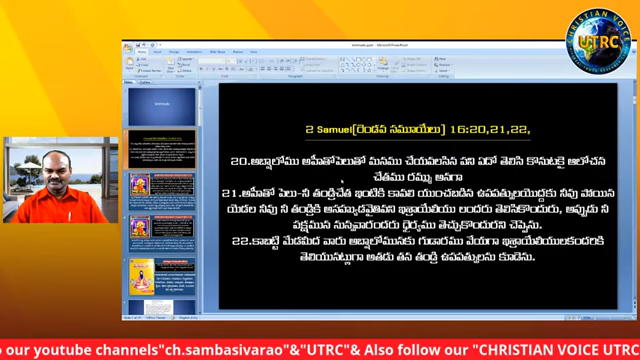 CHRISTIAN VOICE
UTRC
2 Samuel[రెండవ సమూయేలు] 16:20,21,22,
20.అబ్షాలోము అహీతోపెలుతో మనము చేయవలసిన పని ఏదో తెలిసి కొనుటకై ఆలోచన
చేతము రమ్ము అనగా
21.అహీతో పెలు-నీ తండ్రిచేత ఇంటికి కావలి యుంచబడిన ఉపపత్నులయొద్దకు నీవు పోయిన
యెడల నీవు నీ తండ్రికి అసహ్యుడవైతివని ఇశ్రాయేలీయు లందరు తెలిసికొందురు, అప్పుడు నీ
పక్షమున నున్నవారందరు ధైర్యము తెచ్చుకొందురని చెప్పెను.
22.కాబట్టి మేడమీద వారు అబ్షాలోమునకు గుడారము వేయగా ఇశ్రాయేలీయులకందరికి
తెలియునట్లుగా అతడు తన తండ్రి ఉపపత్నులను కూడెను.
o our youtube channels"ch.sambasivarao"&"UTRC"& Also follow our "CHRISTIAN VOICE UTRC